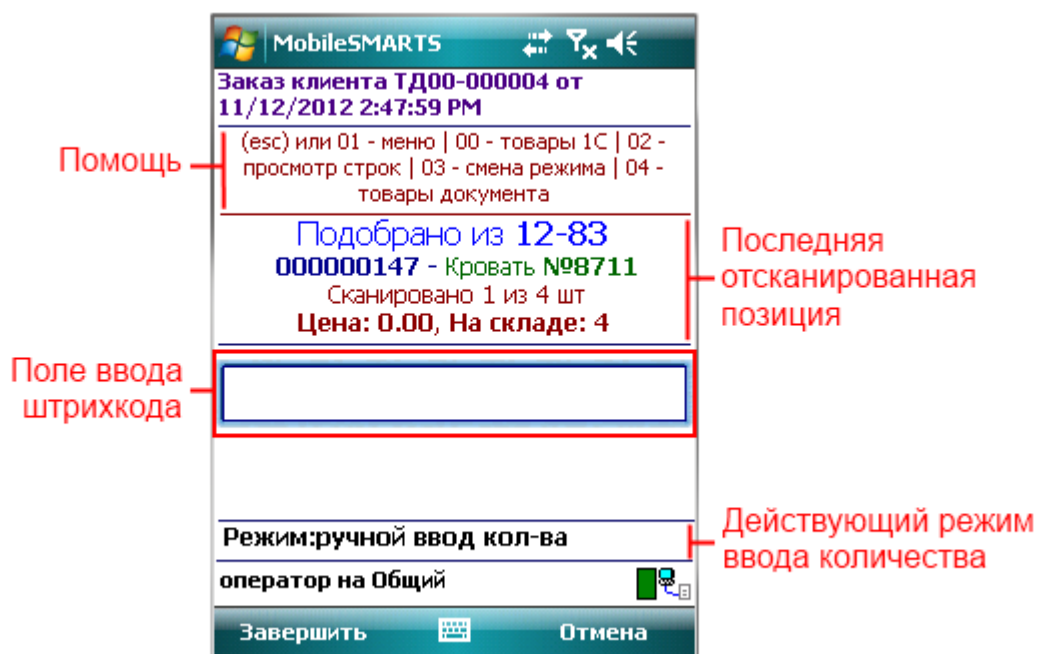 MobileSMARTS
Заказ клиента ТД00-000004 от
11/12/2012 2:47:59 PM
(esc) или 01 - меню | 00 - товары 1С | 02 -
просмотр строк | 03 - смена режима | 04 -
товары документа
Помощь
Подобрано из 12-83
000000147 - Кровать №8711
Сканировано 1 из 4 шт
Цена: 0.00, На складе: 4
Последняя
отсканированная
позиция
Поле ввода
штрихкода
Режим:ручной ввод кол-ва
Действующий режим
ввода количества
оператор на Общий
Завершить
Отмена